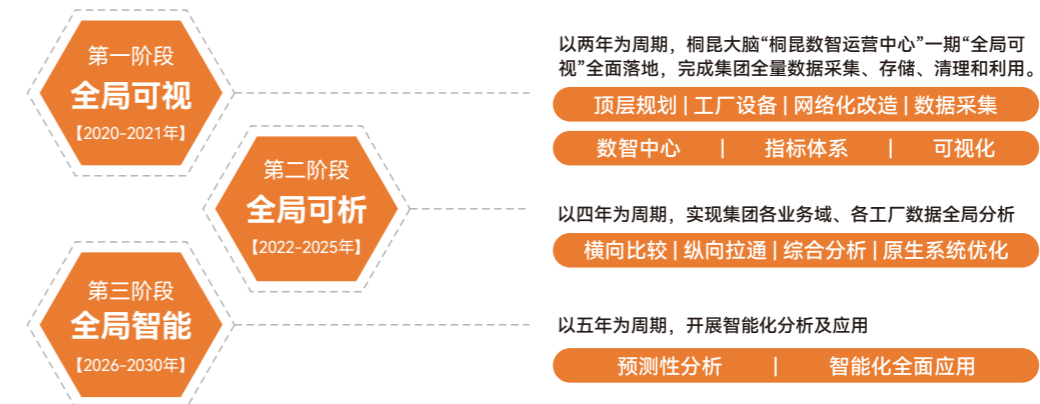 第一阶段
全局可视
【2020-2021年】
以两年为周期，桐昆大脑“桐昆数智运营中心”一期“全局可
视”全面落地，完成集团全量数据采集、存储、清理和利用。
顶层规划 | 工厂设备 | 网络化改造 | 数据采集
数智中心 | 指标体系 | 可视化
第二阶段
全局可析
【2022-2025年】
以四年为周期，实现集团各业务域、各工厂数据全局分析
横向比较 | 纵向拉通 | 综合分析 | 原生系统优化
第三阶段
全局智能
【2026-2030年】
以五年为周期，开展智能化分析及应用
预测性分析 | 智能化全面应用